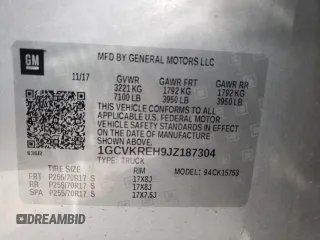 GM
MFD BY GENERAL MOTORS LLC
11/17
GVWR GAWR FRT GAWR RR
3221 KG 1792 KG 1792 KG
7100 LB 3950 LB 3950 LB
THIS VEHICLE CONFORMS TO ALL
APPLICABLE U.S. FEDERAL MOTOR VEHICLE
SAFETY STANDARDS IN EFFECT ON THE
DATE OF MANUFACTURE SHOWN ABOVE.
1GCVKREH9JZ187304
TYPE: TRUCK
MODEL: 94CK15753
TIRE SIZE RIM
FRT P255/70R17 S 17X8J
RR P255/70R17 S 17X8J
SPA P255/70R17 S 17X7.5J